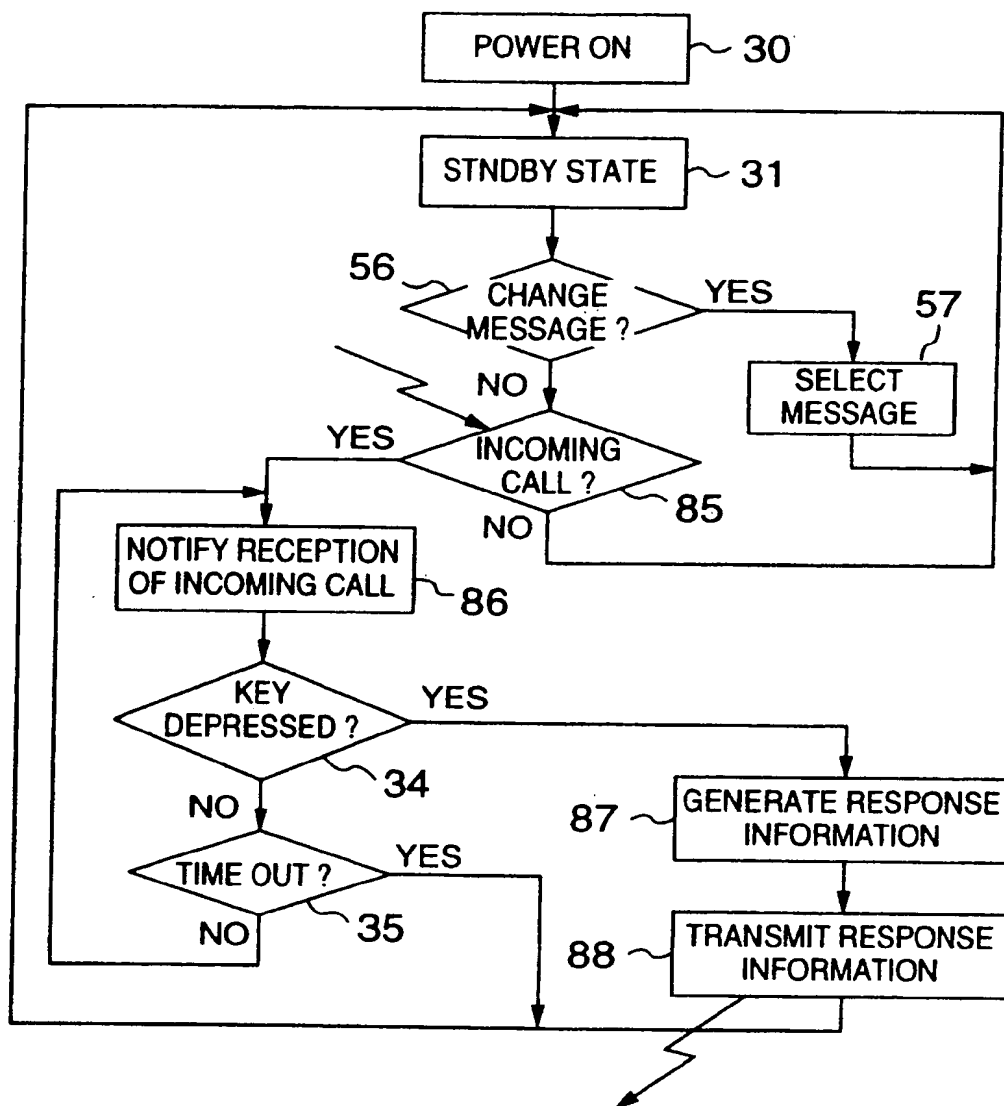 POWER ON
30
STNDBY STATE
31
56
CHANGE
MESSAGE ?
YES
57
SELECT
MESSAGE
NO
YES
INCOMING
CALL ?
85
NO
NOTIFY RECEPTION
OF INCOMING CALL
86
KEY
DEPRESSED ?
YES
34
NO
87
GENERATE RESPONSE
INFORMATION
TIME OUT ?
YES
35
NO
88
TRANSMIT RESPONSE
INFORMATION